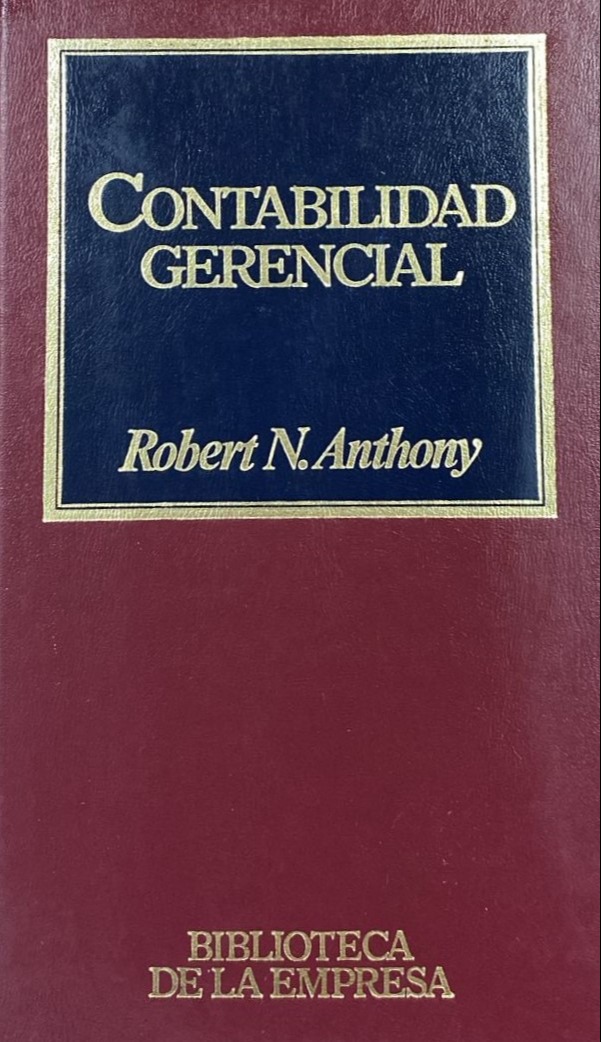 CONTABILIDAD
GERENCIAL
Robert N. Anthony
BIBLIOTECA
DE LA EMPRESA